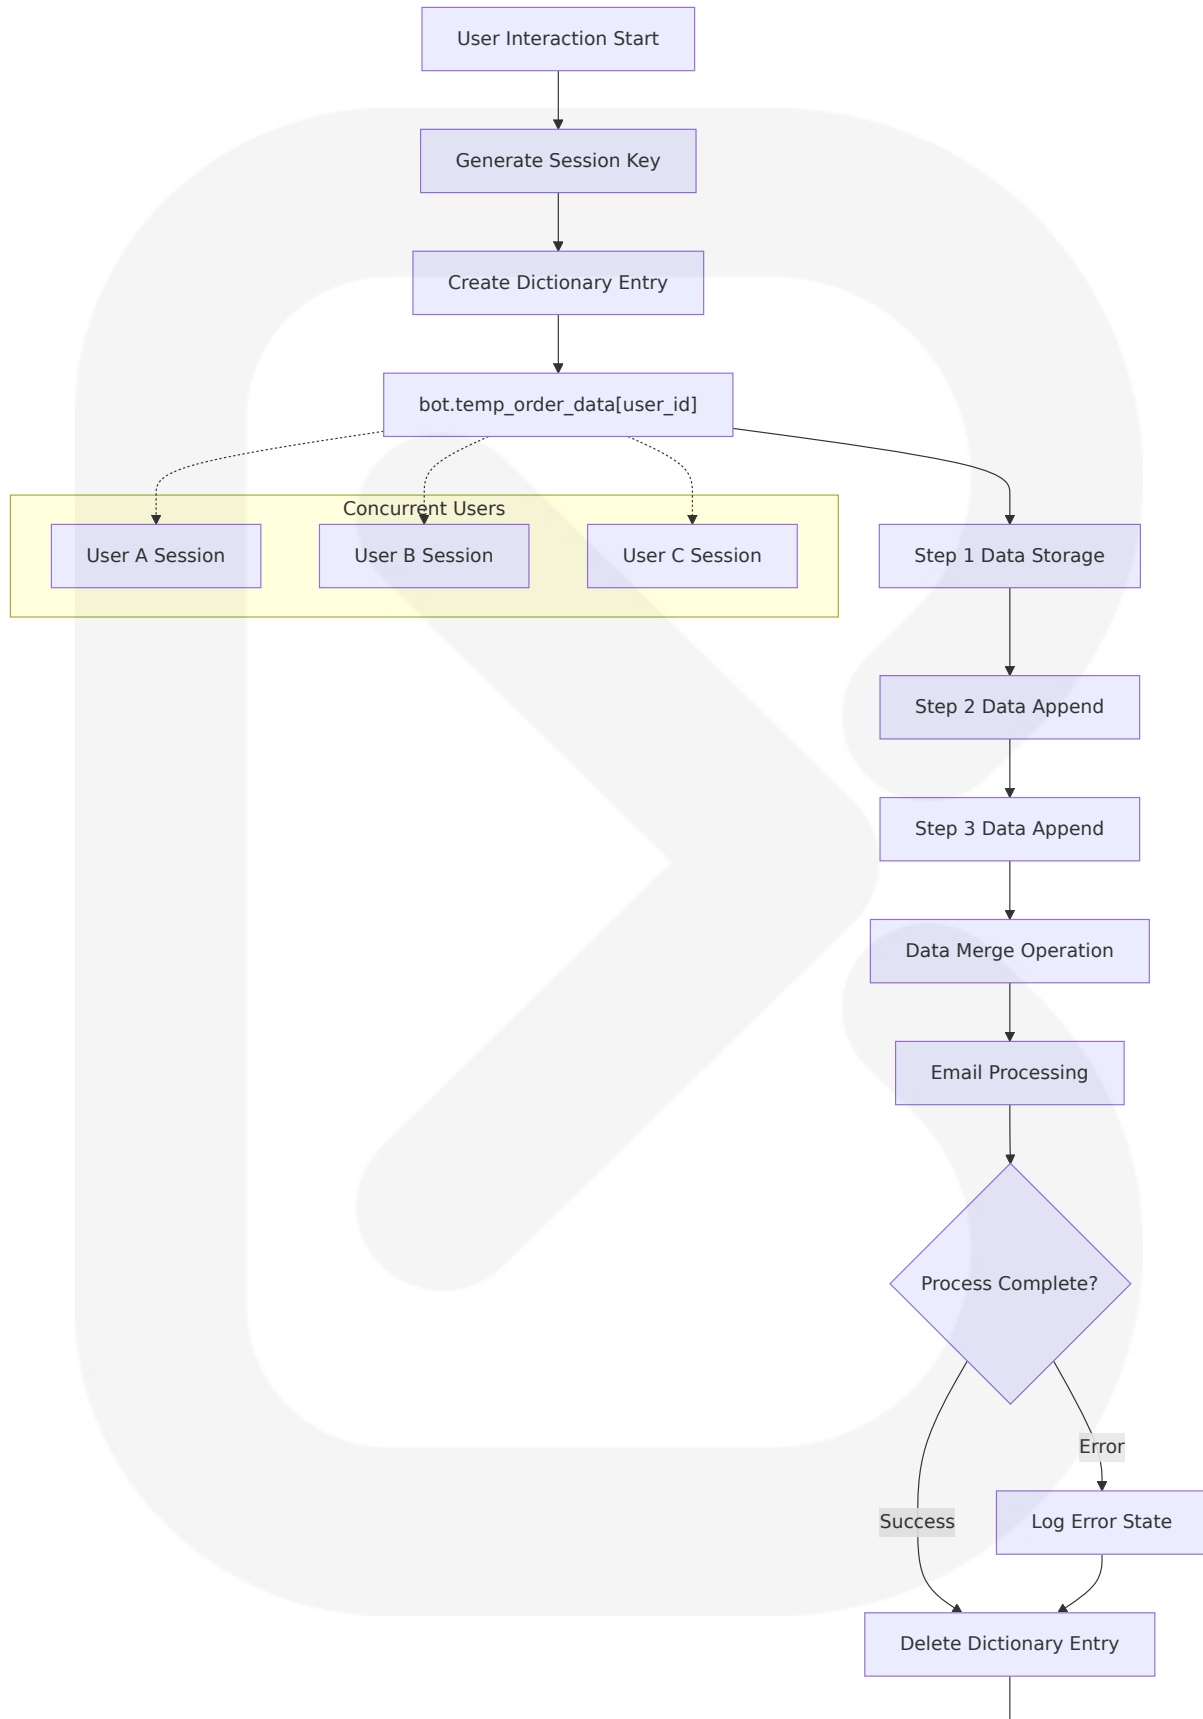 User Interaction Start
Generate Session Key
Create Dictionary Entry
bot.temp_order_data[user_id]
Concurrent Users
User A Session
User B Session
User C Session
Step 1 Data Storage
Step 2 Data Append
Step 3 Data Append
Data Merge Operation
Email Processing
Process Complete?
Error
Success
Log Error State
Delete Dictionary Entry